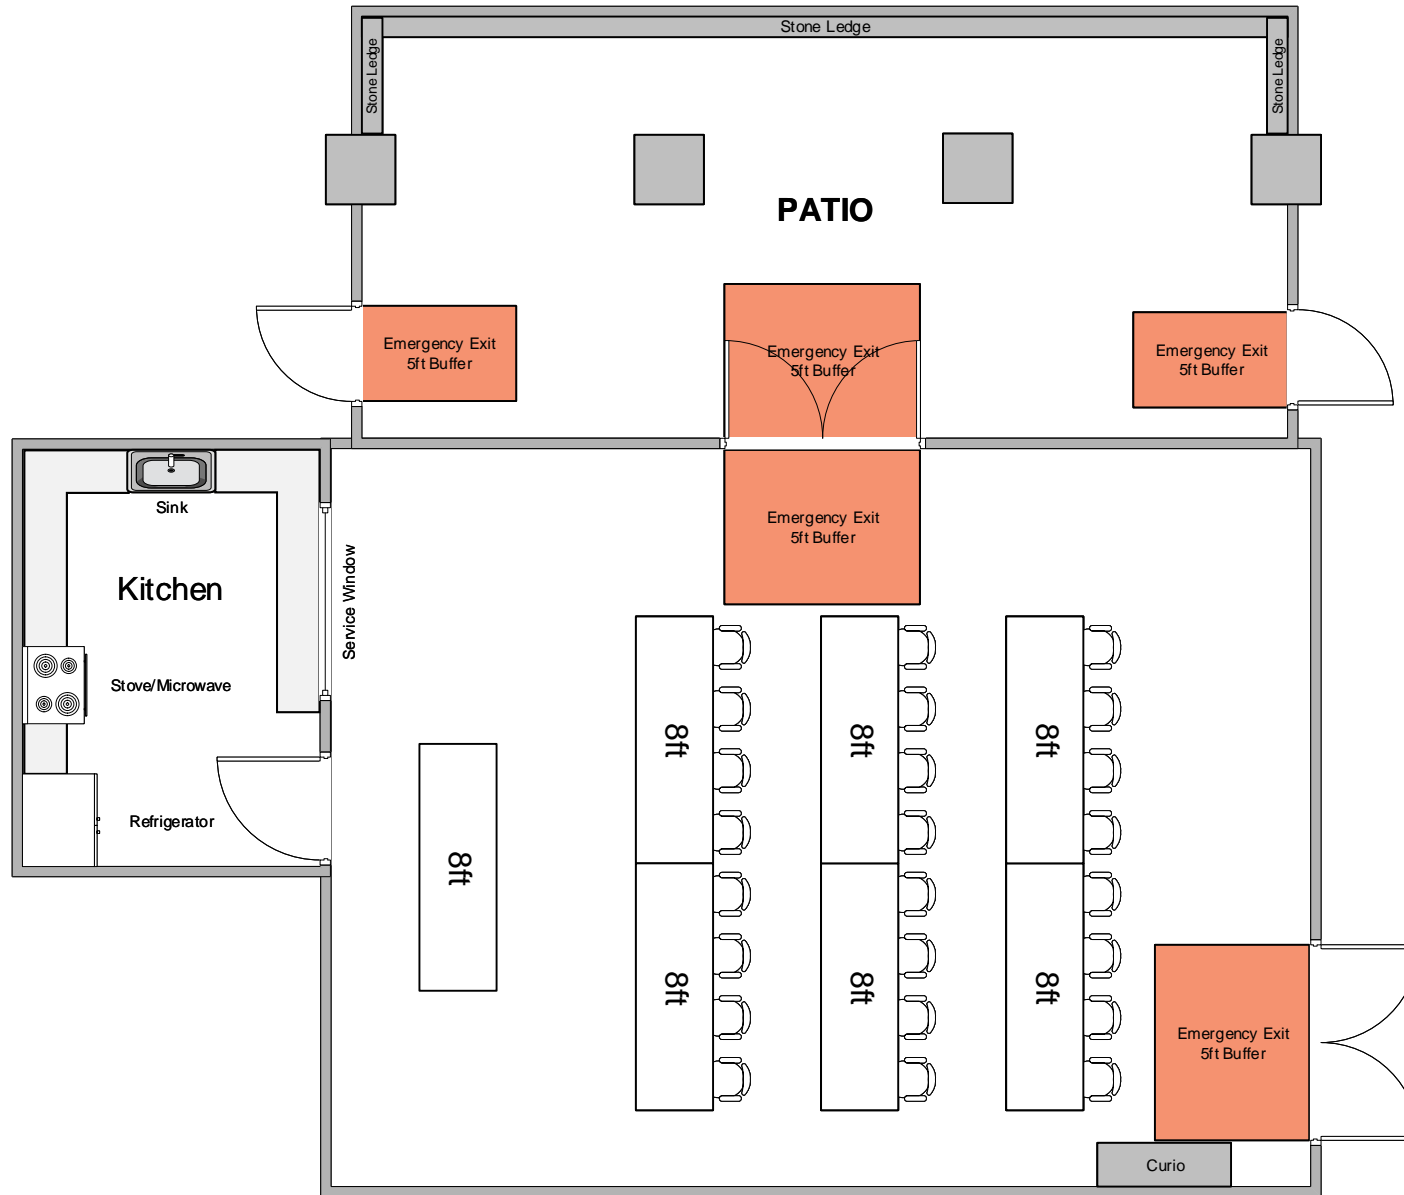 Stone Ledge
Stone Ledge
Stone Ledge
PATIO
Emergency Exit
5ft Buffer
Emergency Exit
5ft Buffer
Emergency Exit
5ft Buffer
Sink
Emergency Exit
5ft Buffer
Kitchen
Service Window
Stove/Microwave
8ft
8ft
8ft
Refrigerator
8ft
8ft
8ft
8ft
Emergency Exit
5ft Buffer
Curio